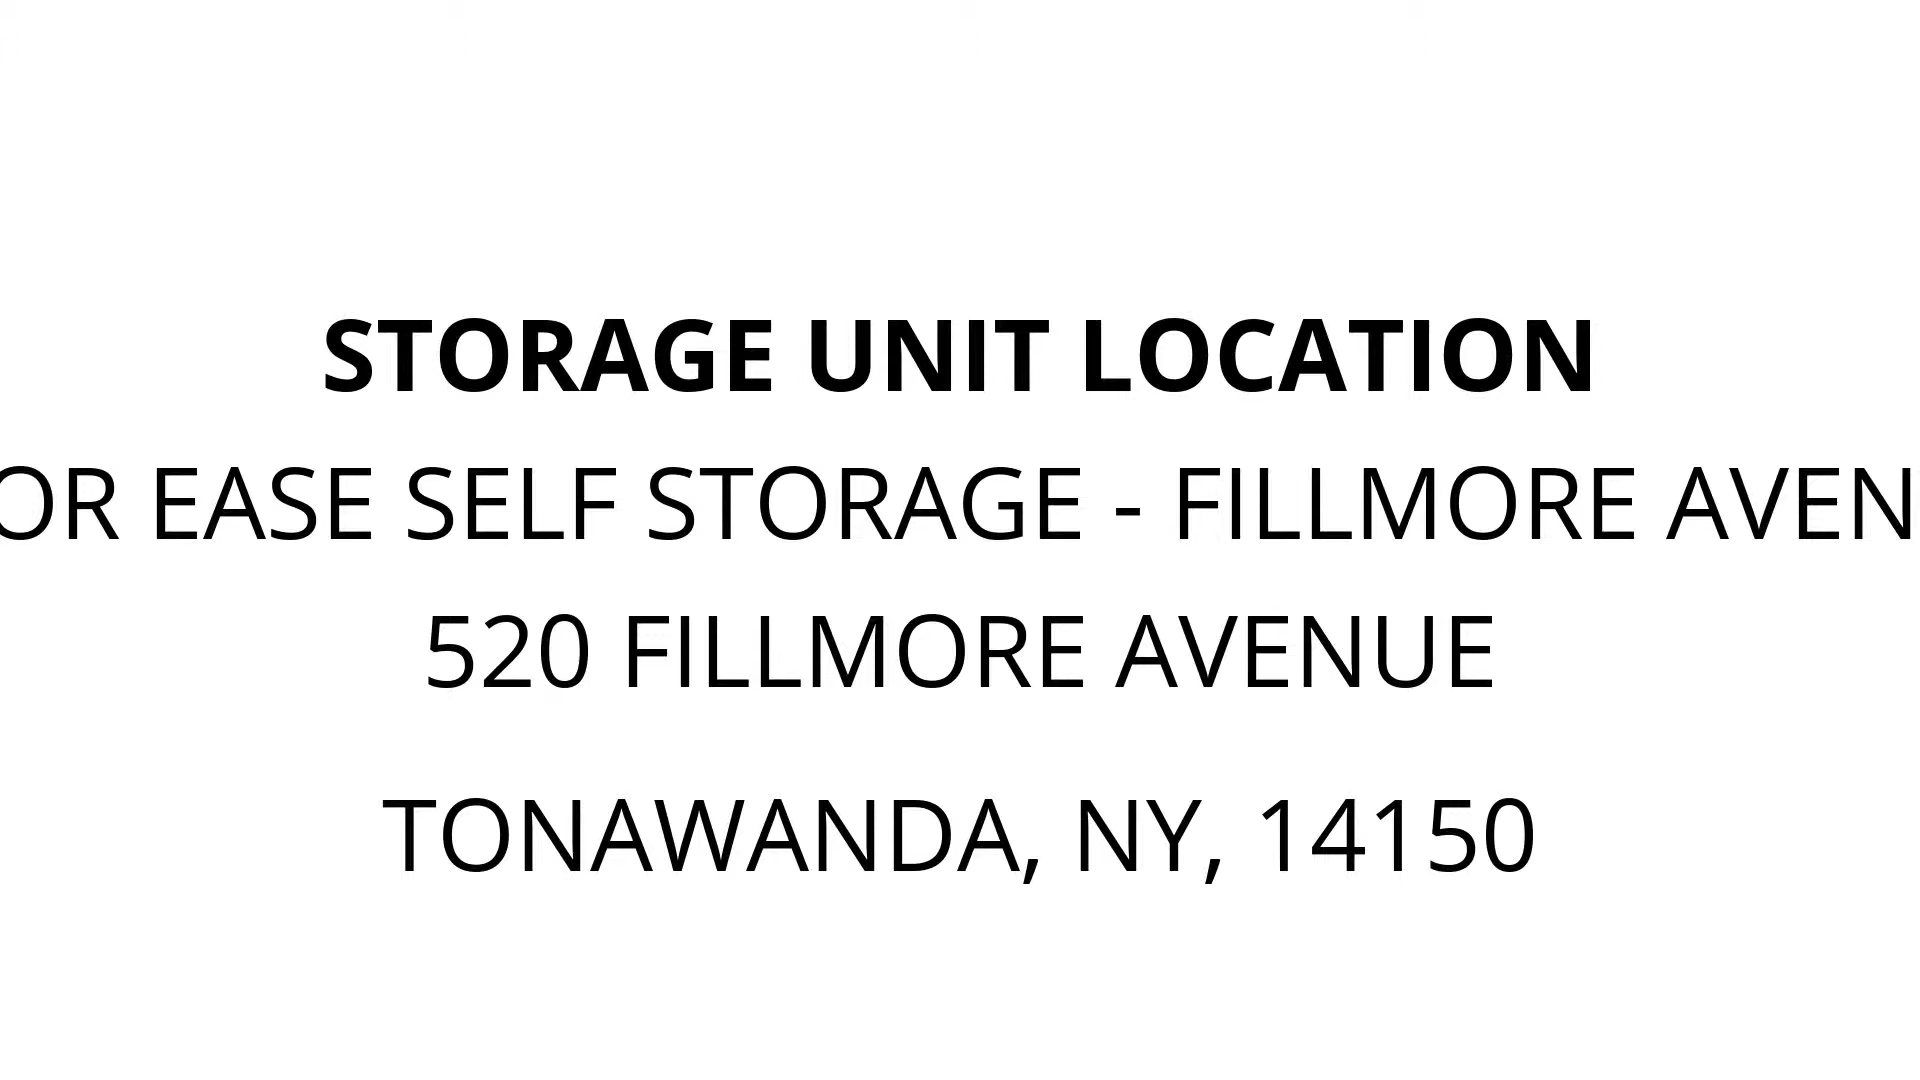 STORAGE UNIT LOCATION
OR EASE SELF STORAGE - FILLMORE AVEN
520 FILLMORE AVENUE
TONAWANDA, NY, 14150